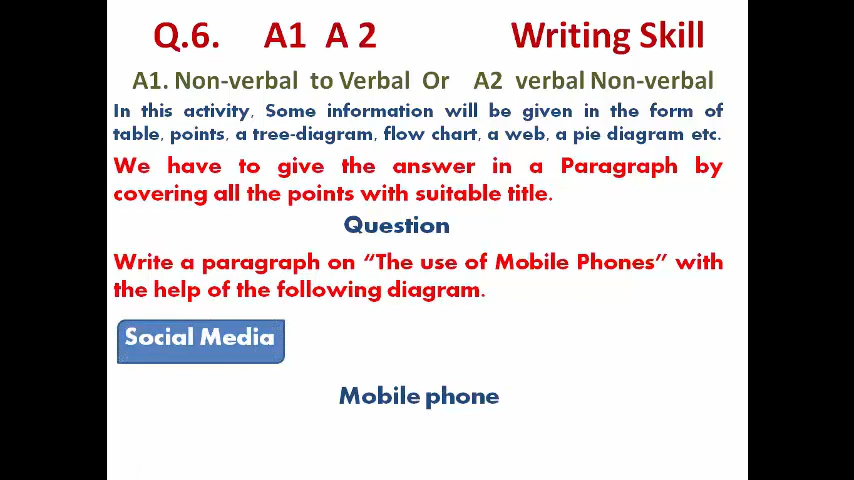 Q.6. A1 A 2 Writing Skill
A1. Non-verbal to Verbal Or A2 verbal Non-verbal
In this activity, Some information will be given in the form of
table, points, a tree-diagram, flow chart, a web, a pie diagram etc.
We have to give the answer in a Paragraph by
covering all the points with suitable title.
Question
Write a paragraph on “The use of Mobile Phones” with
the help of the following diagram.
Social Media
Mobile phone